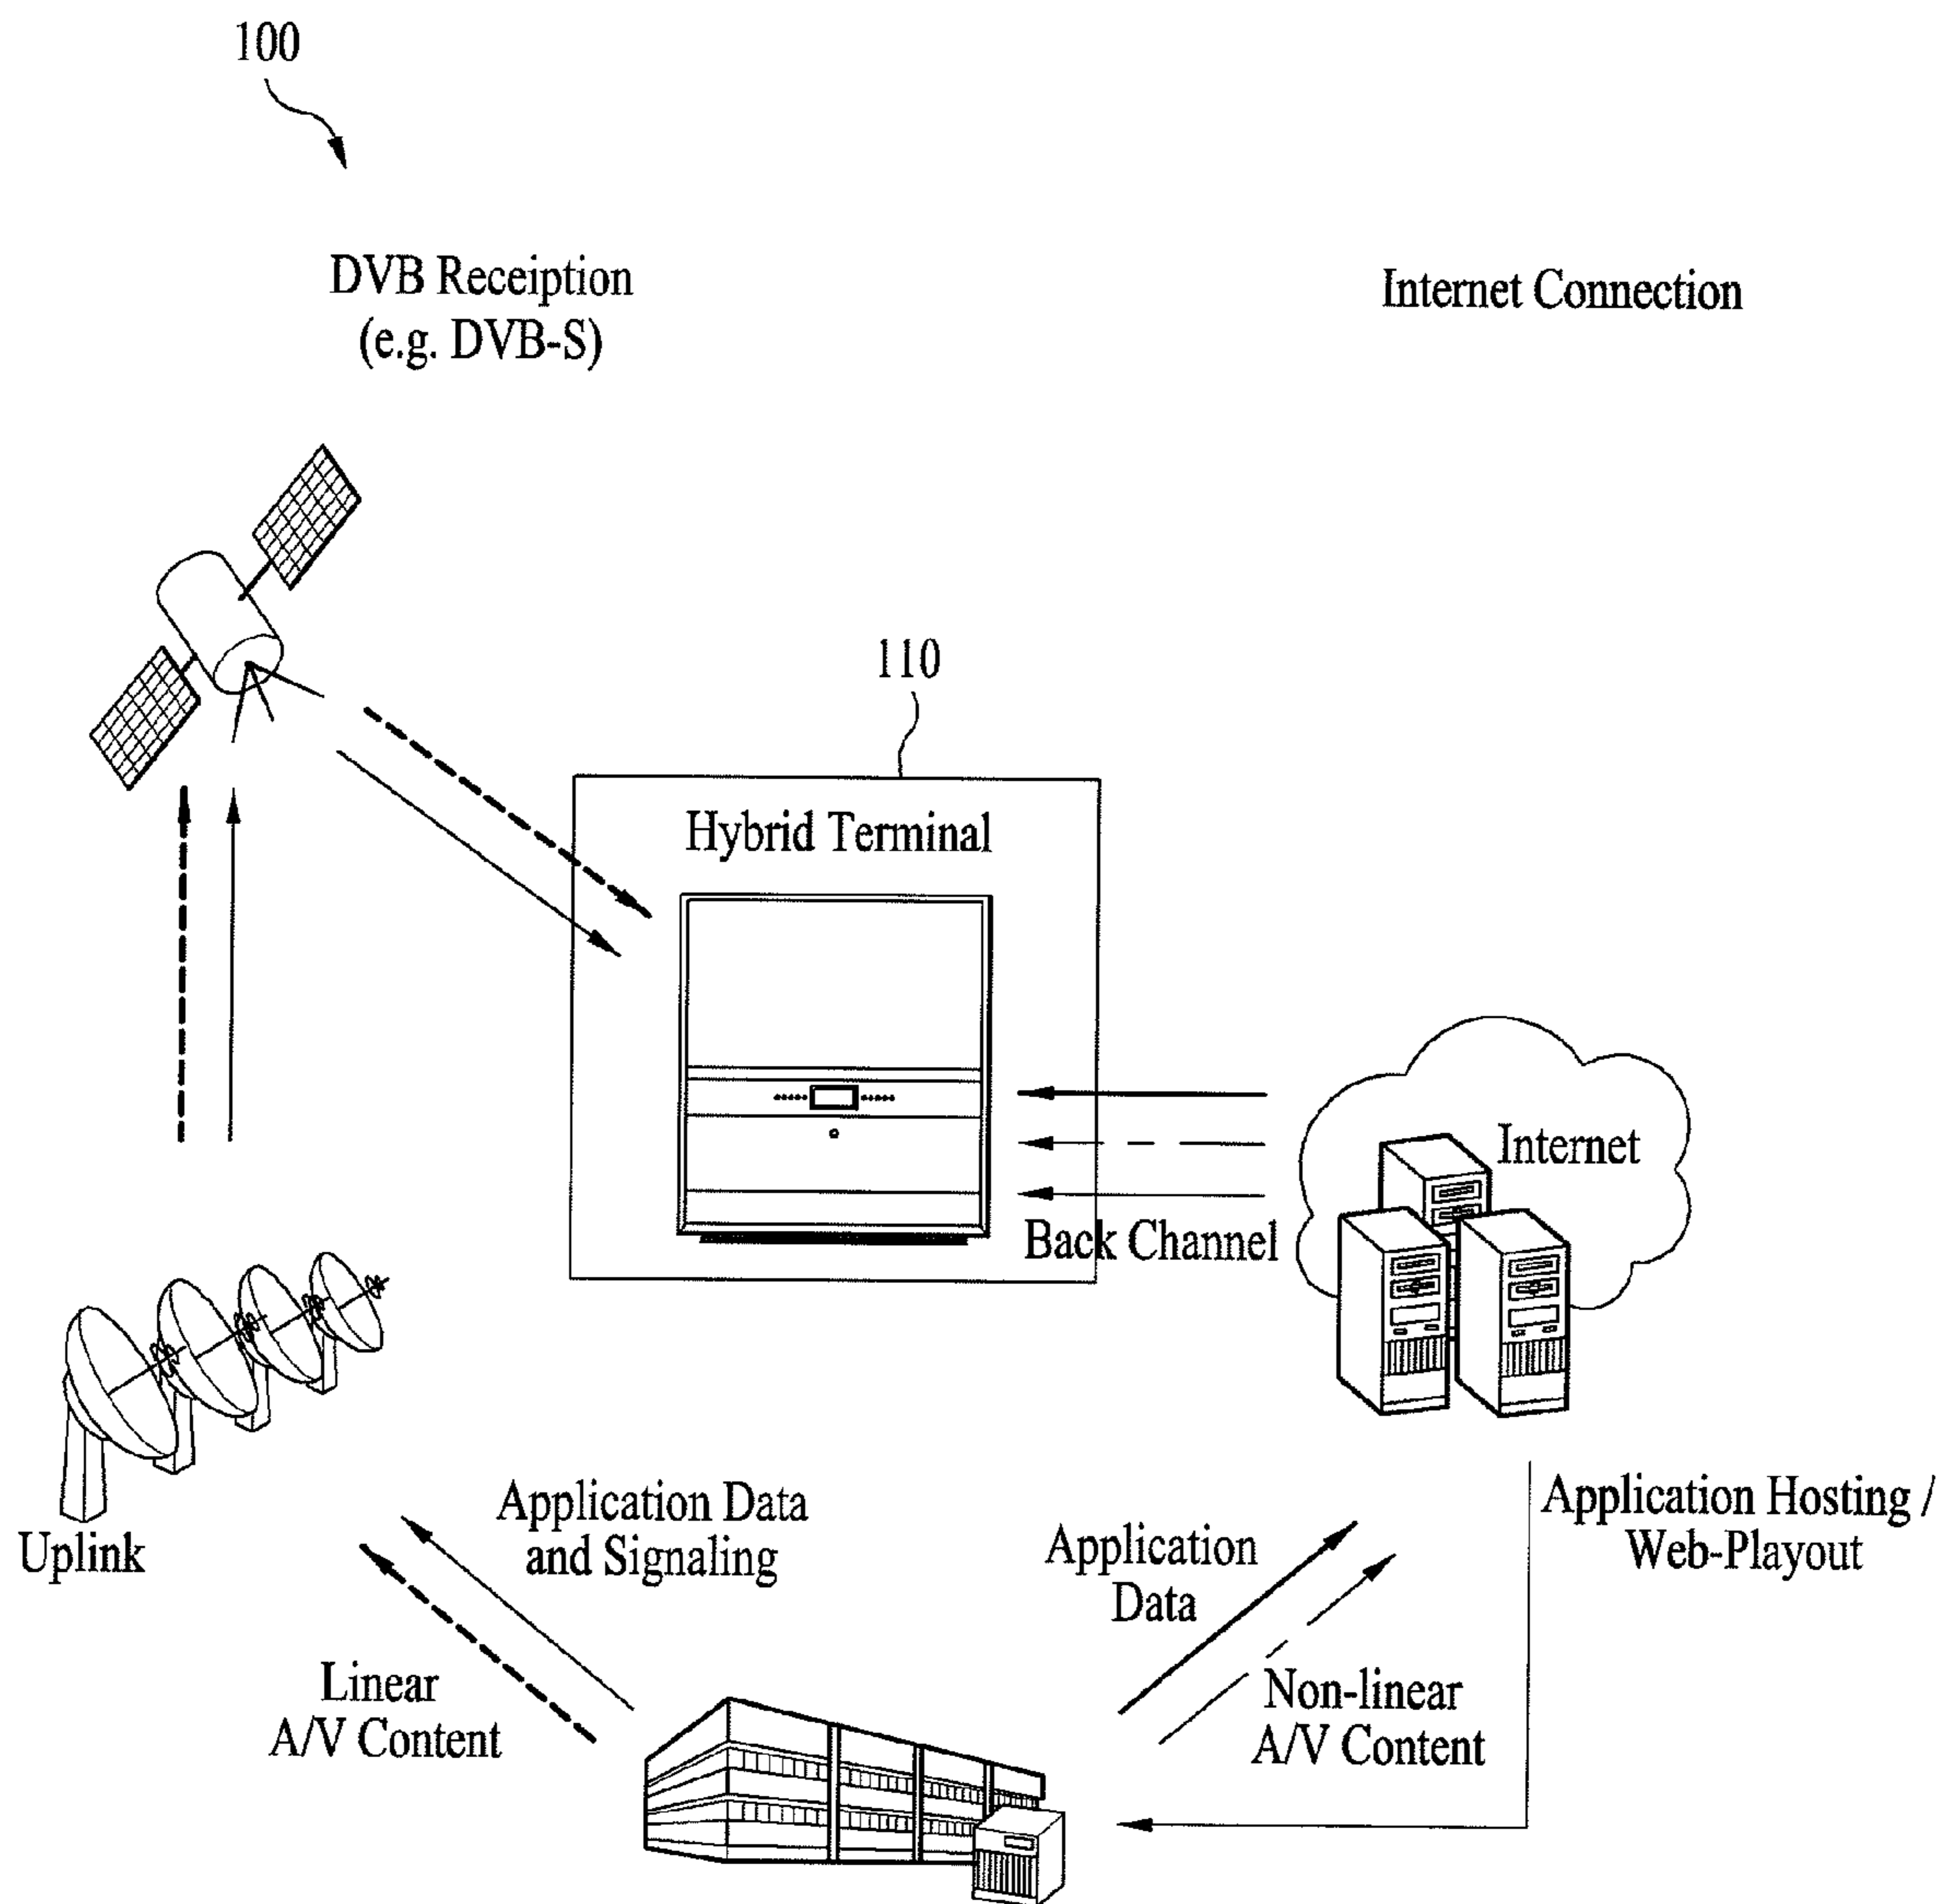 100
DVB Receiption
(e.g. DVB-S)
Internet Connection
110
Hybrid Terminal
Internet
Back Channel
Uplink
Application Data
and Signaling
Application
Data
Application Hosting /
Web-Playout
Linear
A/V Content
Non-linear
A/V Content